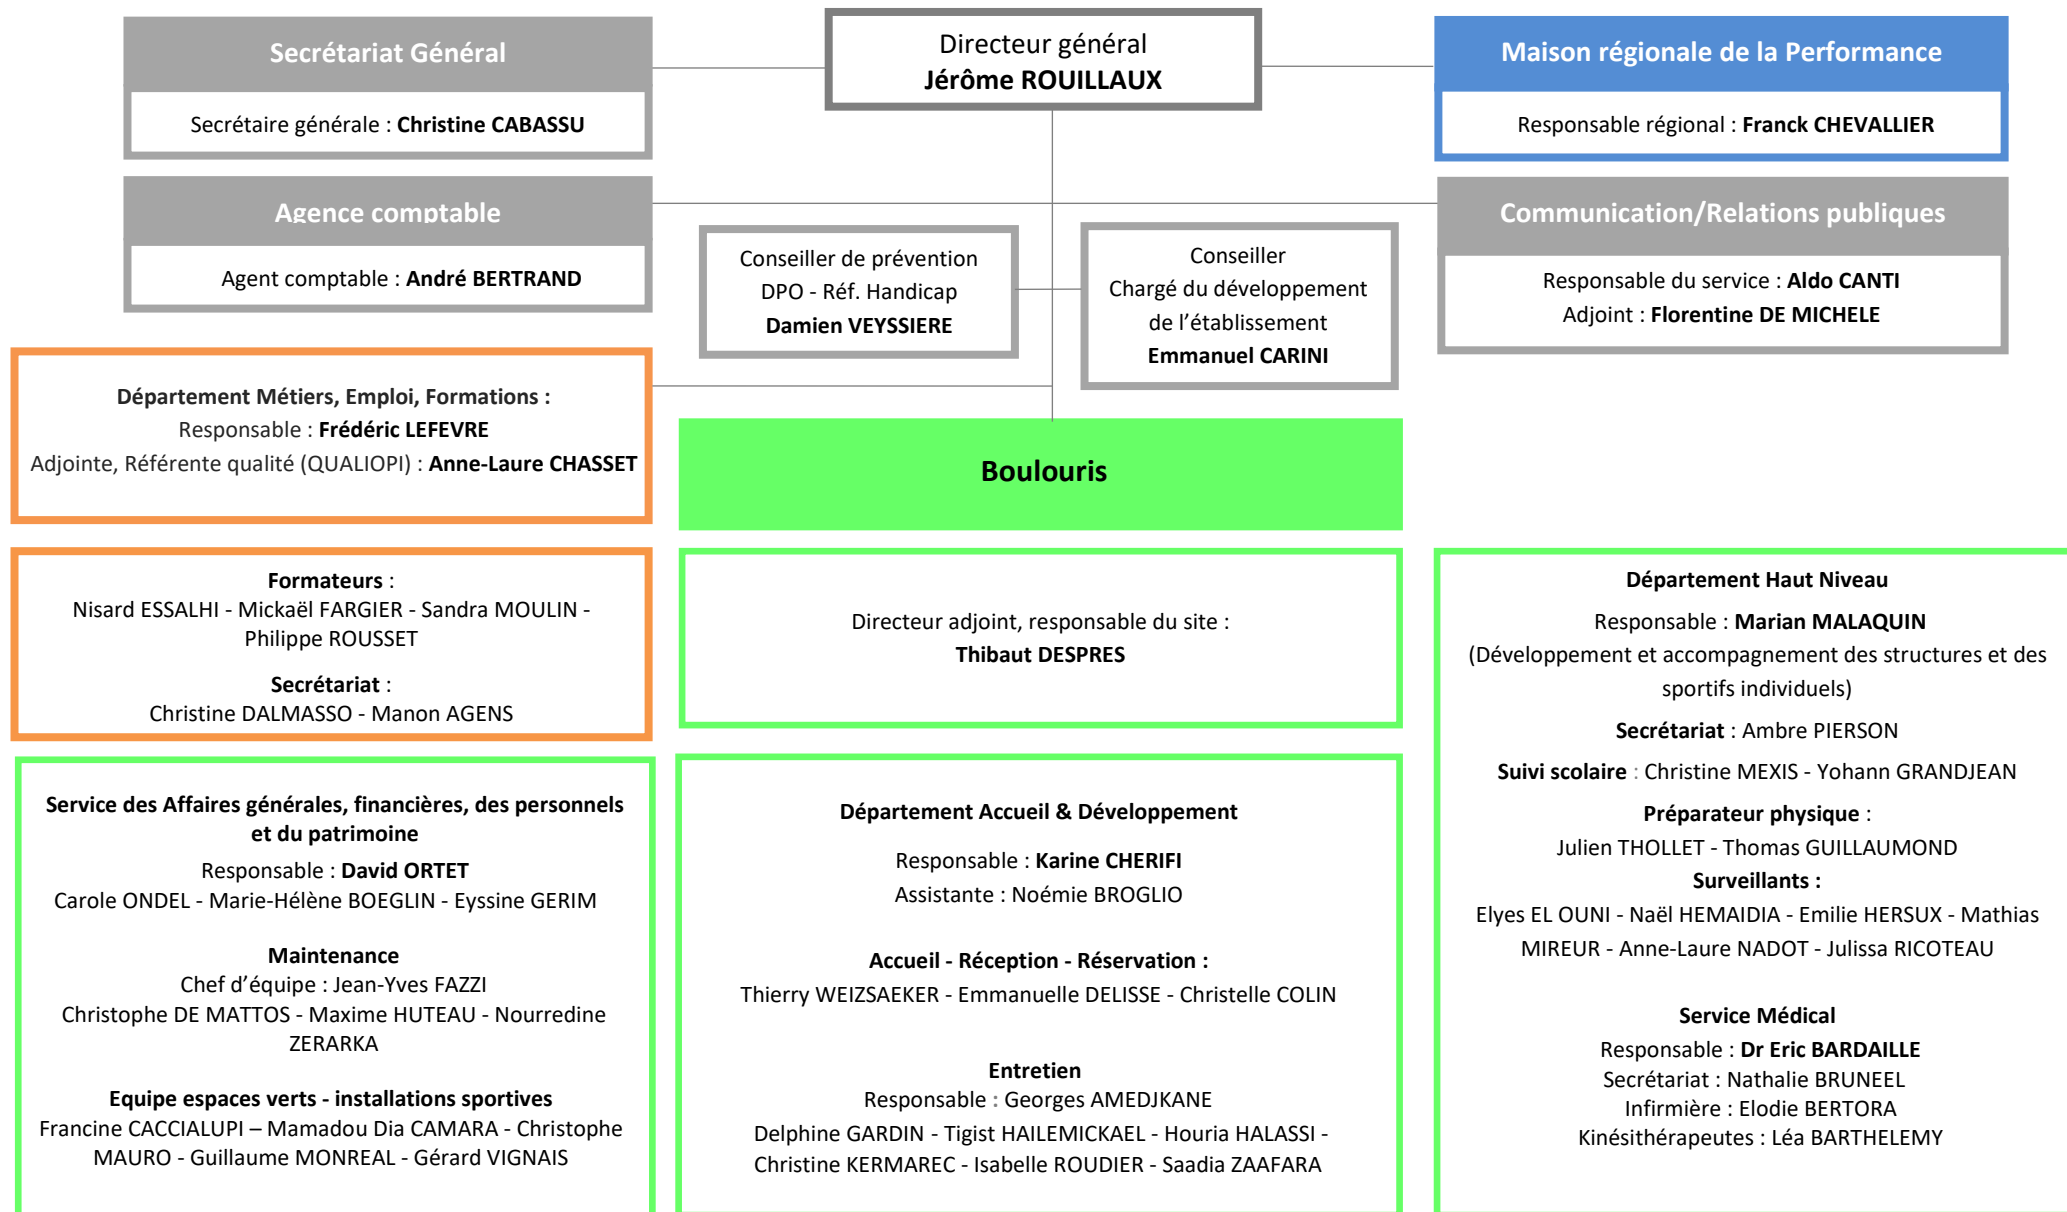 Secrétariat Général
Secrétaire générale : Christine CABASSU
Directeur général
Jérôme ROUILLAUX
Maison régionale de la Performance
Responsable régional : Franck CHEVALLIER
Agence comptable
Agent comptable : André BERTRAND
Conseiller de prévention
DPO - Réf. Handicap
Damien VEYSSIERE
Conseiller
Chargé du développement
de l’établissement
Emmanuel CARINI
Communication/Relations publiques
Responsable du service : Aldo CANTI
Adjoint : Florentine DE MICHELE
Département Métiers, Emploi, Formations :
Responsable : Frédéric LEFEVRE
Adjointe, Référente qualité (QUALIOPI) : Anne-Laure CHASSET
Boulouris
Formateurs :
Nisard ESSALHI - Mickaël FARGIER - Sandra MOULIN -
Philippe ROUSSET
Secrétariat :
Christine DALMASSO - Manon AGENS
Directeur adjoint, responsable du site :
Thibaut DESPRES
Département Haut Niveau
Responsable : Marian MALAQUIN
(Développement et accompagnement des structures et des
sportifs individuels)
Secrétariat : Ambre PIERSON
Suivi scolaire : Christine MEXIS - Yohann GRANDJEAN
Préparateur physique :
Julien THOLLET - Thomas GUILLAUMOND
Surveillants :
Elyes EL OUNI - Naël HEMAIDIA - Emilie HERSUX - Mathias
MIREUR - Anne-Laure NADOT - Julissa RICOTEAU
Service Médical
Responsable : Dr Eric BARDAILLE
Secrétariat : Nathalie BRUNEEL
Infirmière : Elodie BERTORA
Kinésithérapeutes : Léa BARTHELEMY
Service des Affaires générales, financières, des personnels
et du patrimoine
Responsable : David ORTET
Carole ONDEL - Marie-Hélène BOEGLIN - Eyssine GERIM
Maintenance
Chef d’équipe : Jean-Yves FAZZI
Christophe DE MATTOS - Maxime HUTEAU - Nourredine
ZERARKA
Equipe espaces verts - installations sportives
Francine CACCIALUPI – Mamadou Dia CAMARA - Christophe
MAURO - Guillaume MONREAL - Gérard VIGNAIS
Département Accueil & Développement
Responsable : Karine CHERIFI
Assistante : Noémie BROGLIO
Accueil - Réception - Réservation :
Thierry WEIZSAEKER - Emmanuelle DELISSE - Christelle COLIN
Entretien
Responsable : Georges AMEDJKANE
Delphine GARDIN - Tigist HAILEMICKAEL - Houria HALASSI -
Christine KERMAREC - Isabelle ROUDIER - Saadia ZAAFARA